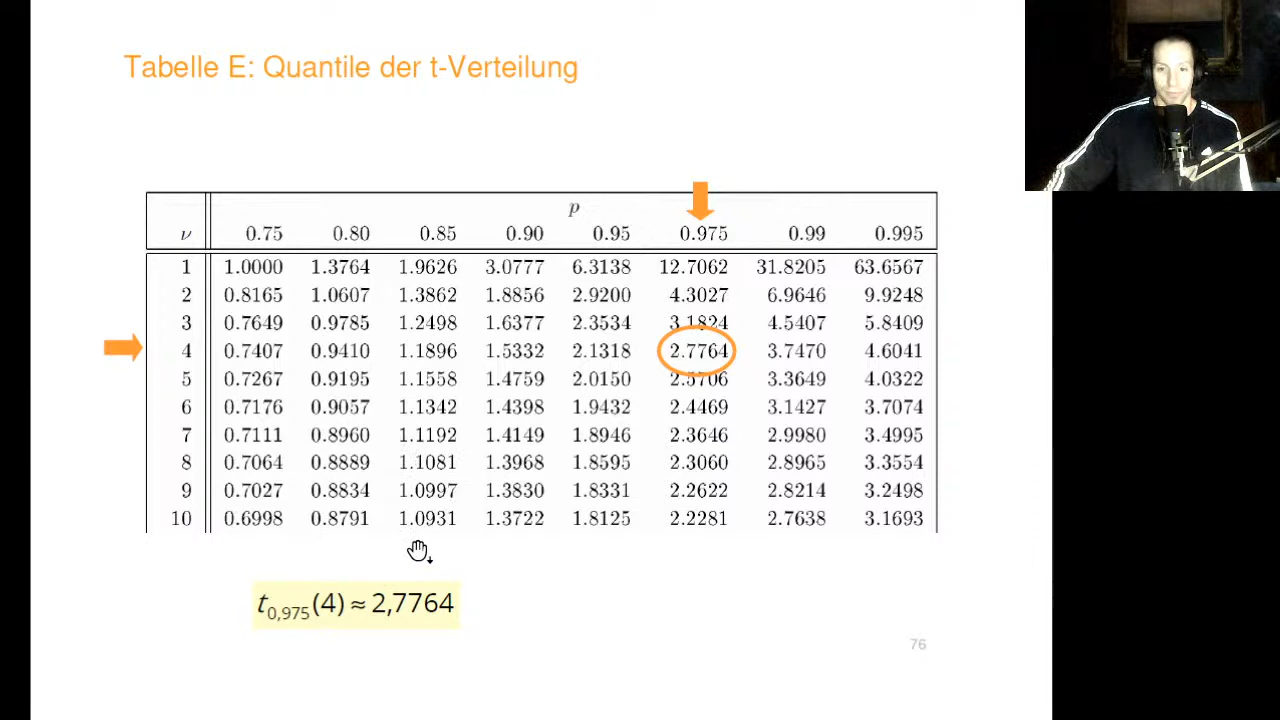 Tabelle E: Quantile der t-Verteilung
p
ν 0.75 0.80 0.85 0.90 0.95 0.975 0.99 0.995
1 1.0000 1.3764 1.9626 3.0777 6.3138 12.7062 31.8205 63.6567
2 0.8165 1.0607 1.3862 1.8856 2.9200 4.3027 6.9646 9.9248
3 0.7649 0.9785 1.2498 1.6377 2.3534 3.1824 4.5407 5.8409
4 0.7407 0.9410 1.1896 1.5332 2.1318 2.7764 3.7470 4.6041
5 0.7267 0.9195 1.1558 1.4759 2.0150 2.5706 3.3649 4.0322
6 0.7176 0.9057 1.1342 1.4398 1.9432 2.4469 3.1427 3.7074
7 0.7111 0.8960 1.1192 1.4149 1.8946 2.3646 2.9980 3.4995
8 0.7064 0.8889 1.1081 1.3968 1.8595 2.3060 2.8965 3.3554
9 0.7027 0.8834 1.0997 1.3830 1.8331 2.2622 2.8214 3.2498
10 0.6998 0.8791 1.0931 1.3722 1.8125 2.2281 2.7638 3.1693
t0,975(4) ≈ 2,7764
76